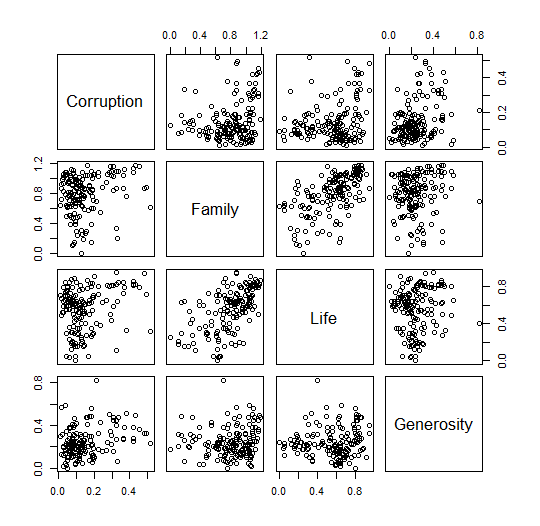 0.0 0.4 0.8 1.2 0.0 0.4 0.8
Corruption
0.0 0.2 0.4
0.0 0.4 0.8 1.2
Family
Life
0.0 0.4 0.8
0.0 0.4 0.8
Generosity
0.0 0.2 0.4 0.0 0.4 0.8